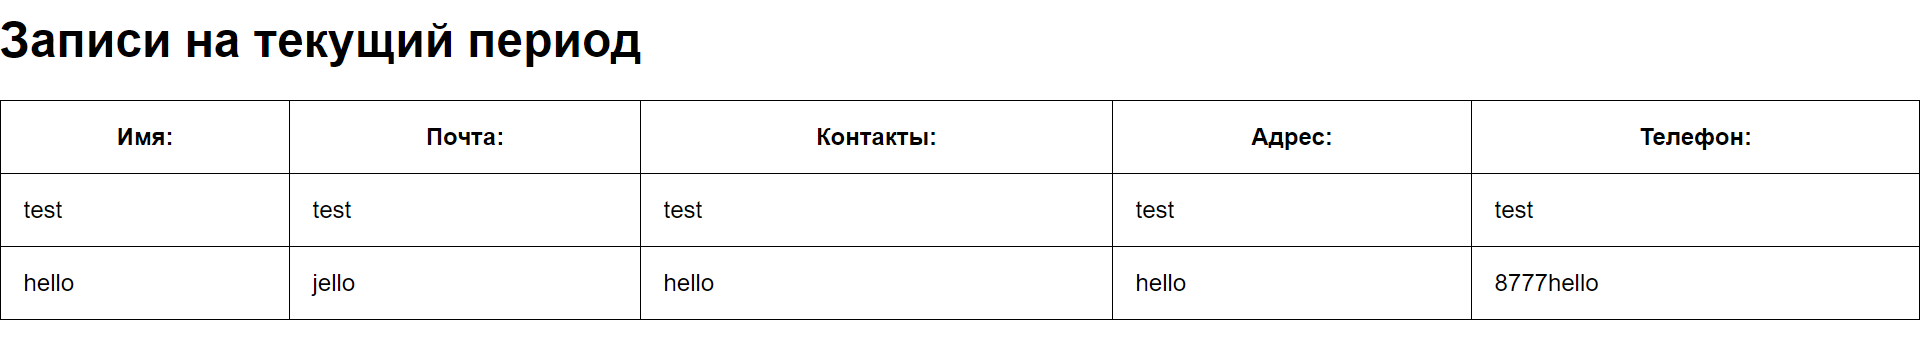 Записи на текущий период
Имя: Почта: Контакты: Адрес: Телефон:
test test test test test
hello jello hello hello 8777hello